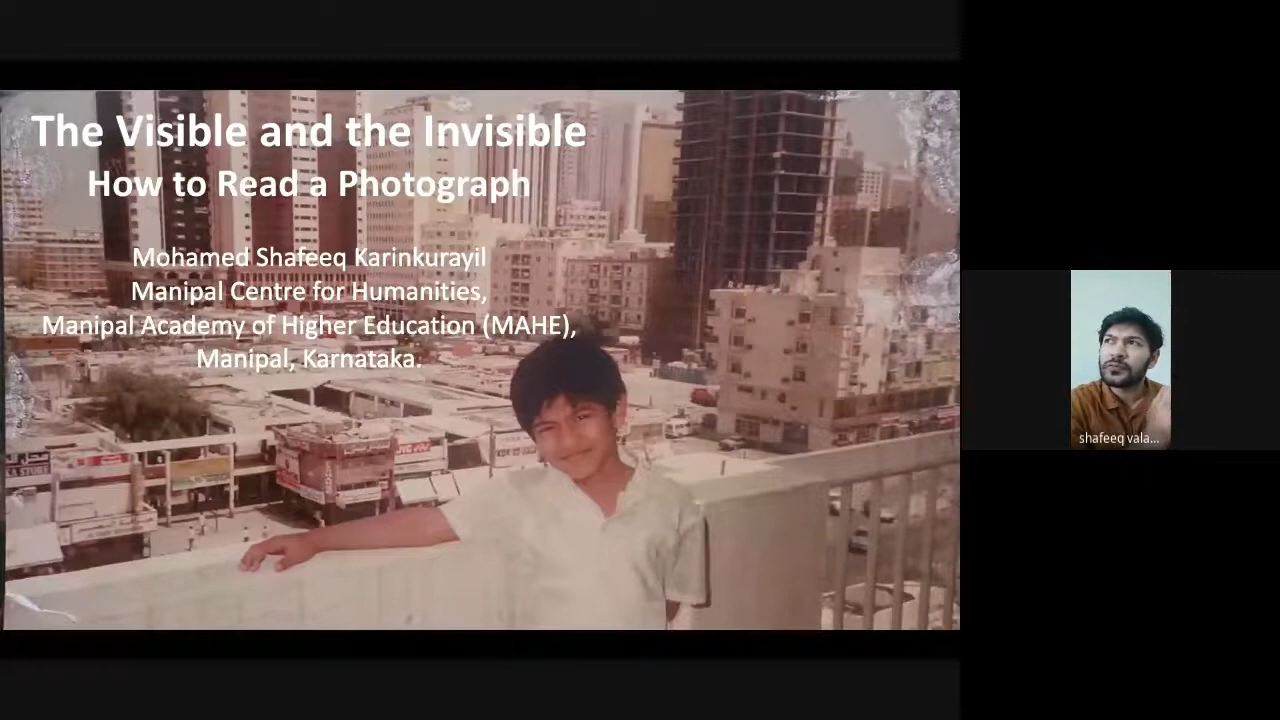 The Visible and the Invisible
How to Read a Photograph
Mohamed Shafeeq Karinkurayil
Manipal Centre for Humanities,
Manipal Academy of Higher Education (MAHE),
Manipal, Karnataka.
STORE
shafeeq vala...